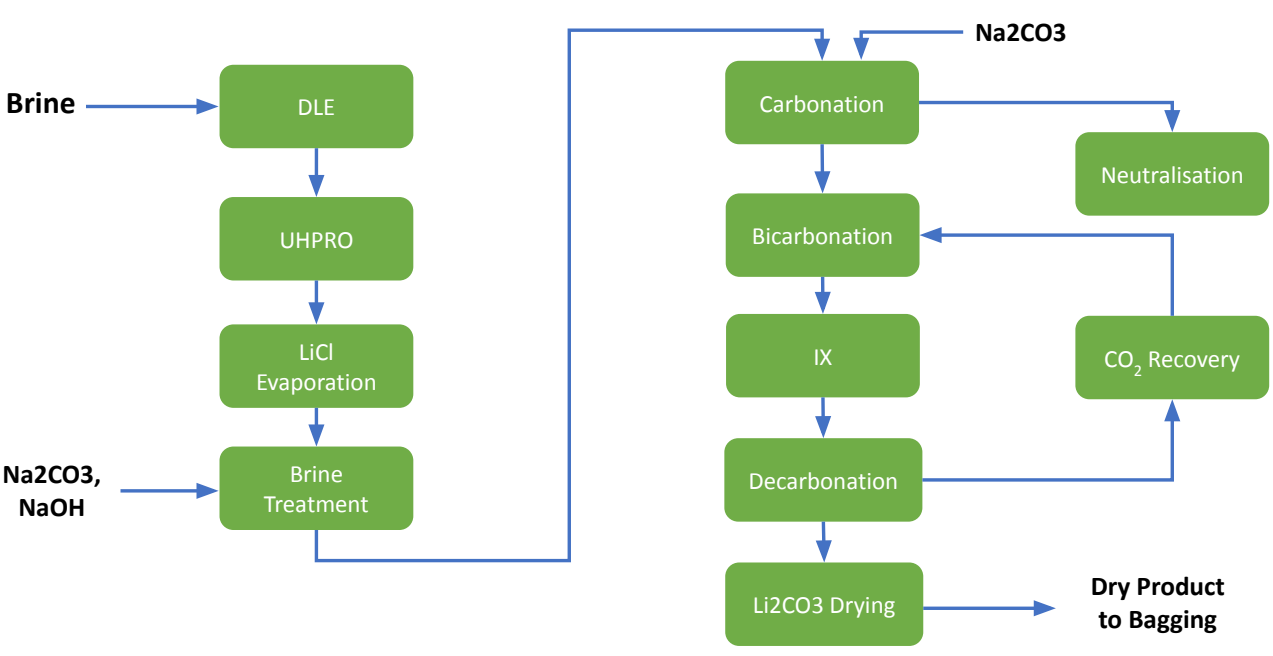 Brine
DLE
UHPRO
LiCl
Evaporation
Na2CO3,
NaOH
Brine
Treatment
Na2CO3
Carbonation
Neutralisation
Bicarbonation
IX
CO₂ Recovery
Decarbonation
Li2CO3 Drying
Dry Product
to Bagging